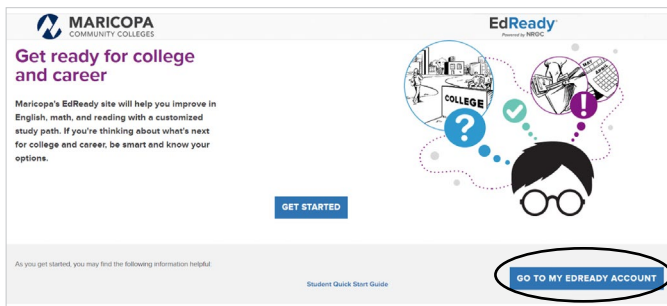 MARICOPA
COMMUNITY COLLEGES
EdReady
Powered by NROC
Get ready for college
and career
Maricopa's EdReady site will help you improve in
English, math, and reading with a customized
study path. If you're thinking about what's next
for college and career, be smart and know your
options.
COLLEGE
MAY
APRIL
?
!
GET STARTED
As you get started, you may find the following information helpful:
Student Quick Start Guide
GO TO MY EDREADY ACCOUNT